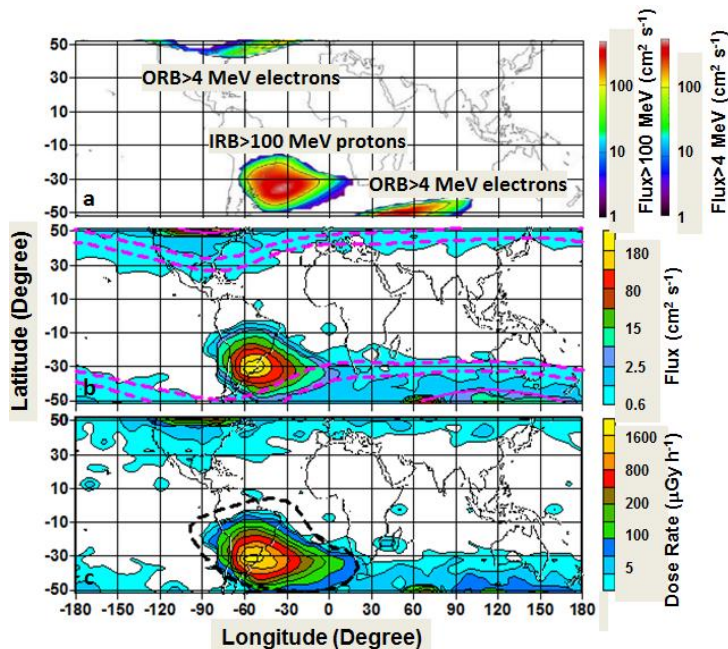 50
30
10
-10
-30
-50
ORB>4 MeV electrons
IRB>100 MeV protons
ORB>4 MeV electrons
a
100
10
1
Flux>100 MeV (cm² s⁻¹)
100
10
1
Flux>4 MeV (cm² s⁻¹)
Latitude (Degree)
50
30
10
-10
-30
-50
b
180
80
15
2.5
0.6
Flux (cm² s⁻¹)
50
30
10
-10
-30
-50
c
1600
800
200
100
5
Dose Rate (μGy h⁻¹)
-180 -150 -120 -90 -60 -30 0 30 60 90 120 150 180
Longitude (Degree)